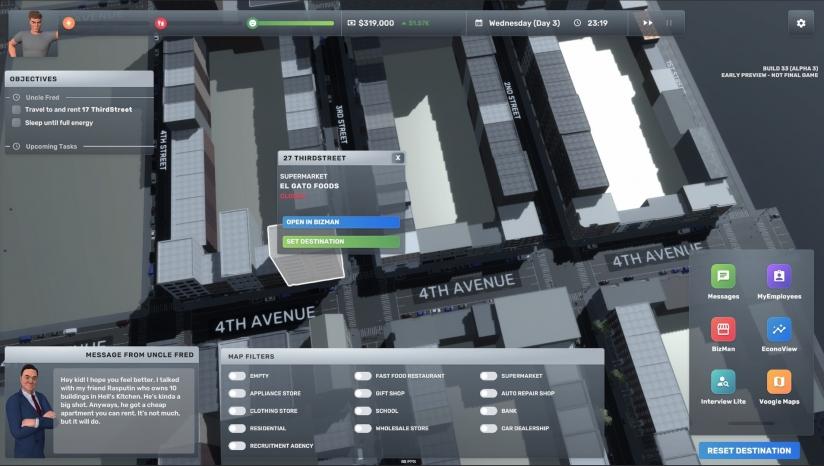 $319,000
$1.57K
Wednesday (Day 3)
23:19
BUILD 33 (ALPHA 3)
EARLY PREVIEW - NOT FINAL GAME
OBJECTIVES
Uncle Fred
Travel to and rent 17 ThirdStreet
Sleep until full energy
Upcoming Tasks
4TH STREET
3RD STREET
2ND STREET
1ST STREET
27 THIRDSTREET
X
SUPERMARKET
EL GATO FOODS
CLOSED
OPEN IN BIZMAN
SET DESTINATION
4TH AVENUE
4TH AVENUE
4TH AVENUE
MESSAGE FROM UNCLE FRED
Hey kid! I hope you feel better. I talked
with my friend Rasputin who owns 10
buildings in Hell's Kitchen. He's kinda a
big shot. Anyways, he got a cheap
apartment you can rent. It's not much,
but it will do.
MAP FILTERS
EMPTY
FAST FOOD RESTAURANT
SUPERMARKET
APPLIANCE STORE
GIFT SHOP
AUTO REPAIR SHOP
CLOTHING STORE
SCHOOL
BANK
RESIDENTIAL
WHOLESALE STORE
CAR DEALERSHIP
RECRUITMENT AGENCY
Messages
MyEmployees
BizMan
EconoView
Interview Lite
Voogle Maps
RESET DESTINATION